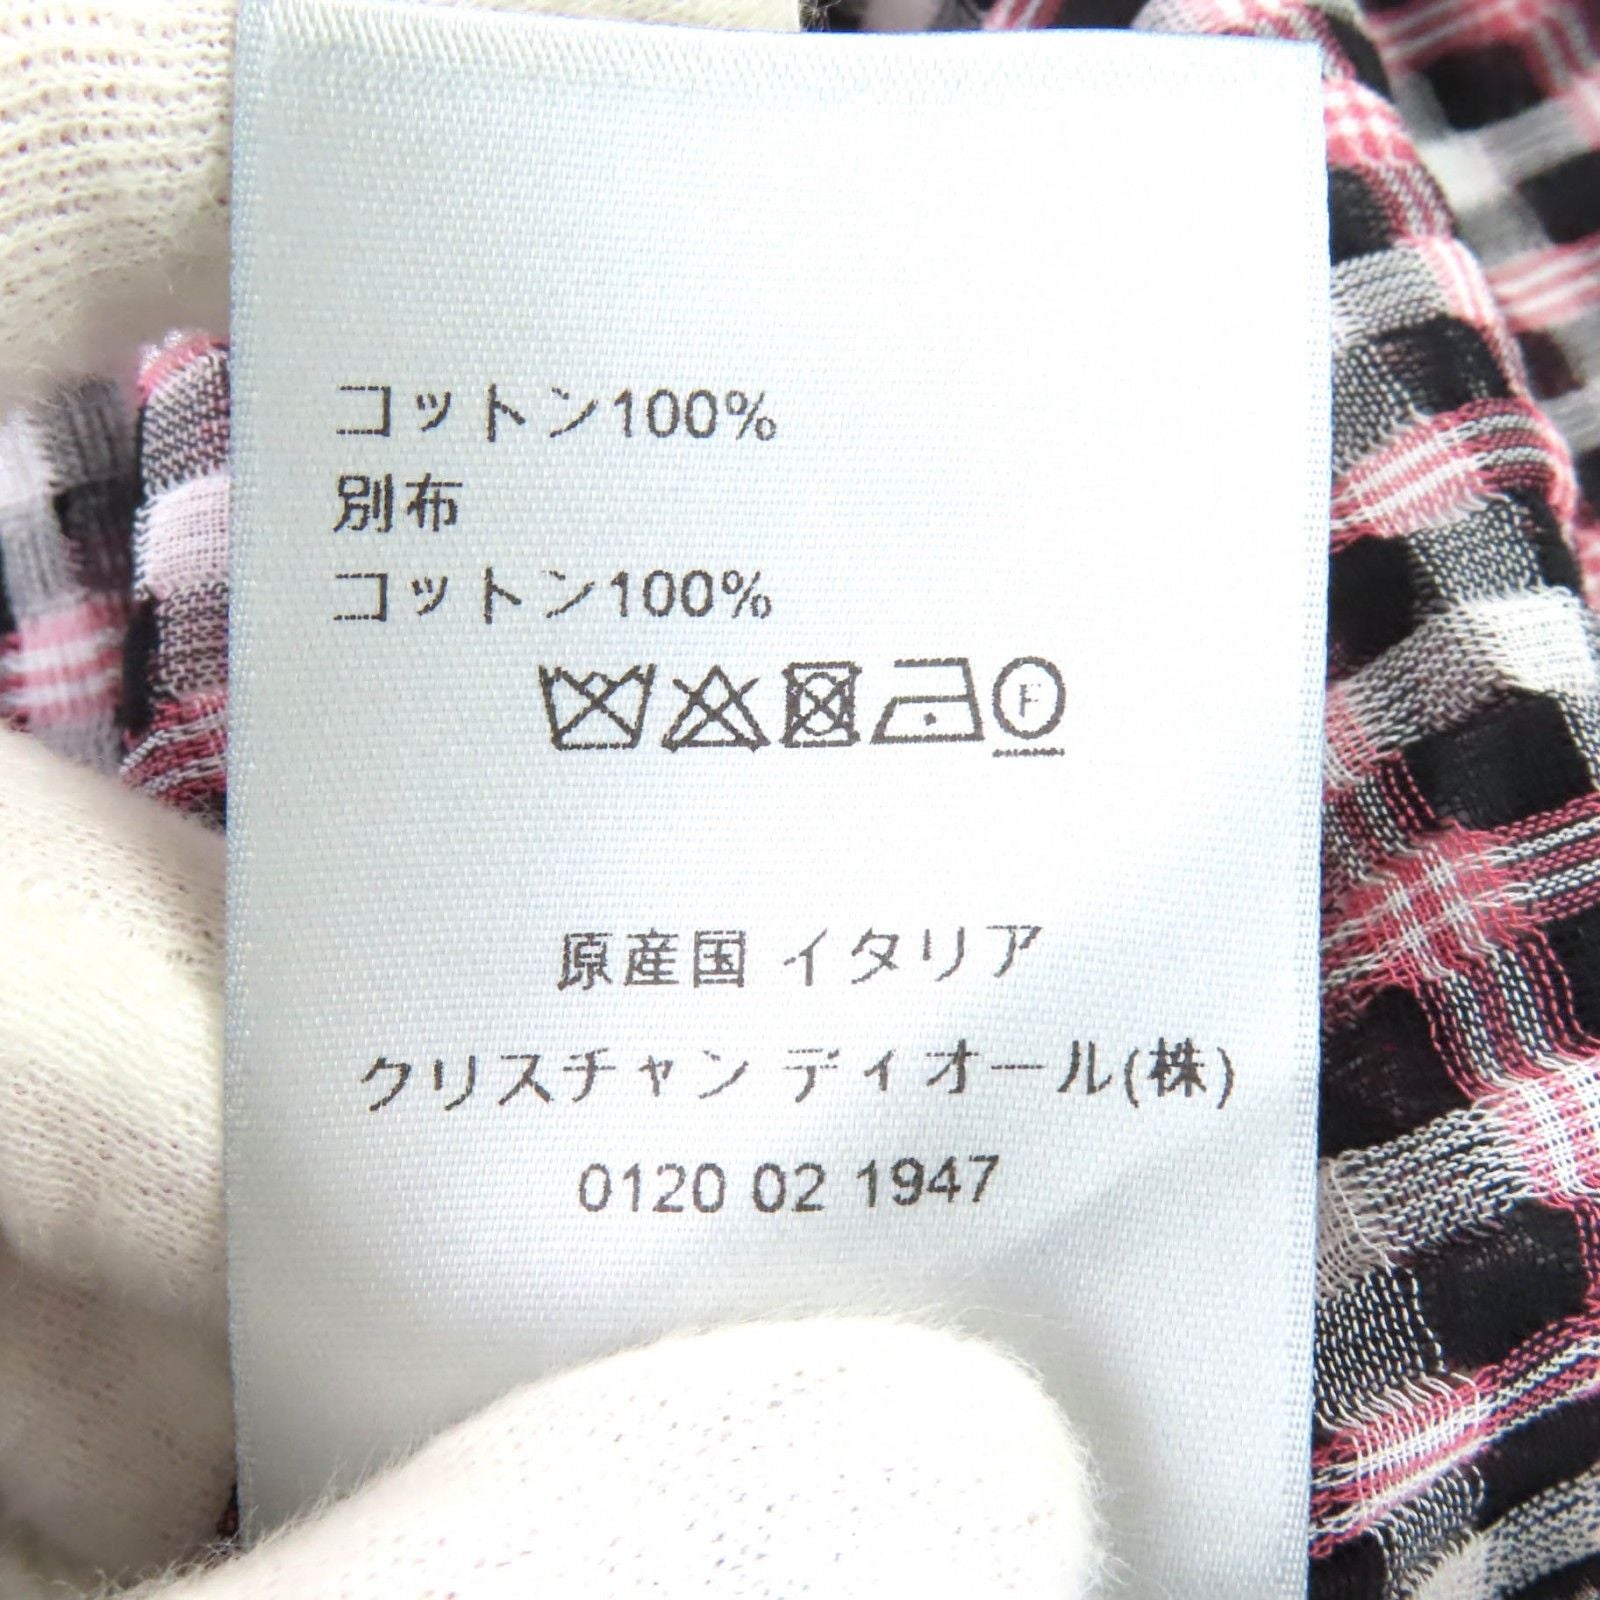 コットン100%
別布
コットン100%
F
原産国 イタリア
クリスチャン ディオール(株)
0120 02 1947